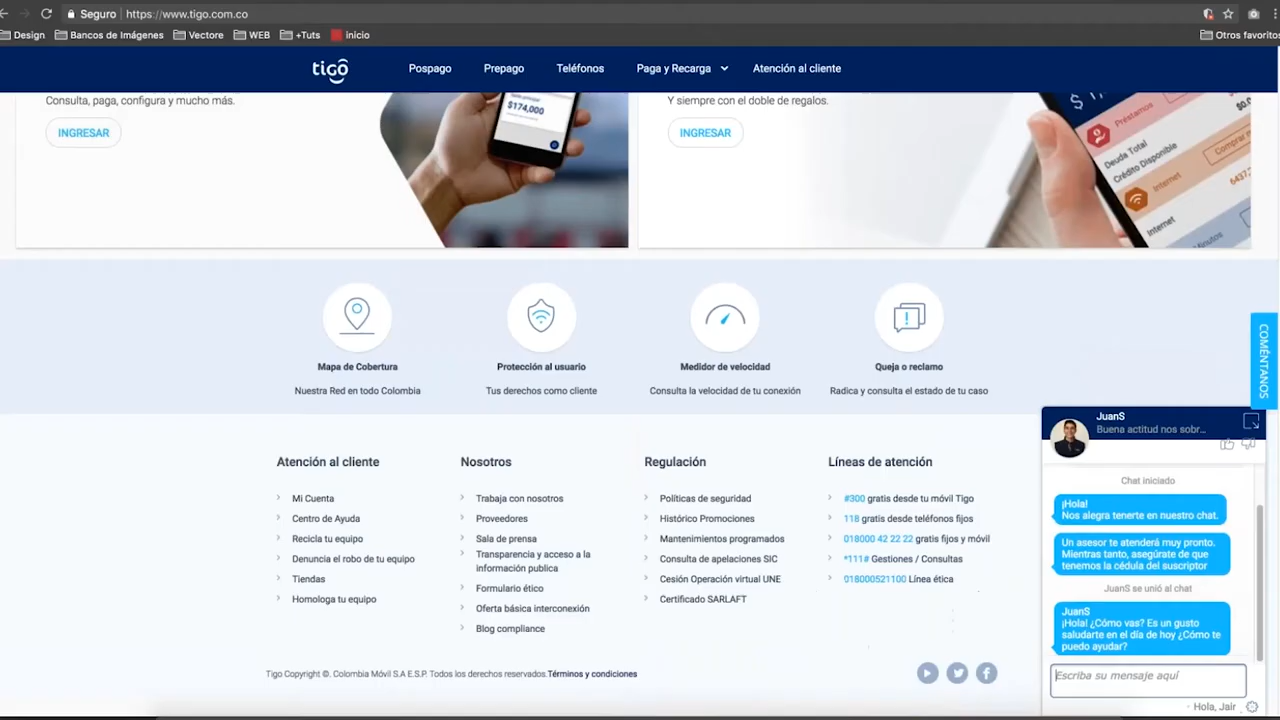 Seguro | https://www.tigo.com.co
Design Bancos de Imágenes Vectore WEB +Tuts inicio Otros favoritos
tigo Pospago Prepago Teléfonos Paga y Recarga Atención al cliente
Consulta, paga, configura y mucho más.
INGRESAR
$174,000
Y siempre con el doble de regalos.
INGRESAR
Préstamos
Deuda Total
Crédito Disponible
Internet
Internet
Minutos
Mapa de Cobertura
Nuestra Red en todo Colombia
Protección al usuario
Tus derechos como cliente
Medidor de velocidad
Consulta la velocidad de tu conexión
Queja o reclamo
Radica y consulta el estado de tu caso
COMÉNTANOS
Atención al cliente
Mi Cuenta
Centro de Ayuda
Recicla tu equipo
Denuncia el robo de tu equipo
Tiendas
Homologa tu equipo
Nosotros
Trabaja con nosotros
Proveedores
Sala de prensa
Transparencia y acceso a la
información publica
Formulario ético
Oferta básica interconexión
Blog compliance
Regulación
Políticas de seguridad
Histórico Promociones
Mantenimientos programados
Consulta de apelaciones SIC
Cesión Operación virtual UNE
Certificado SARLAFT
Líneas de atención
#300 gratis desde tu móvil Tigo
118 gratis desde teléfonos fijos
018000 42 22 22 gratis fijos y móvil
*111# Gestiones / Consultas
018000521100 Línea ética
Tigo Copyright ©. Colombia Móvil S.A E.S.P. Todos los derechos reservados.Términos y condiciones
JuanS
Buena actitud nos sobr...
Chat iniciado
¡Hola!
Nos alegra tenerte en nuestro chat.
Un asesor te atenderá muy pronto.
Mientras tanto, asegúrate de que
tenemos la cédula del suscriptor
JuanS se unió al chat
JuanS
¡Hola! ¿Cómo vas? Es un gusto
saludarte en el día de hoy ¿Cómo te
puedo ayudar?
Escriba su mensaje aquí
Hola, Jair